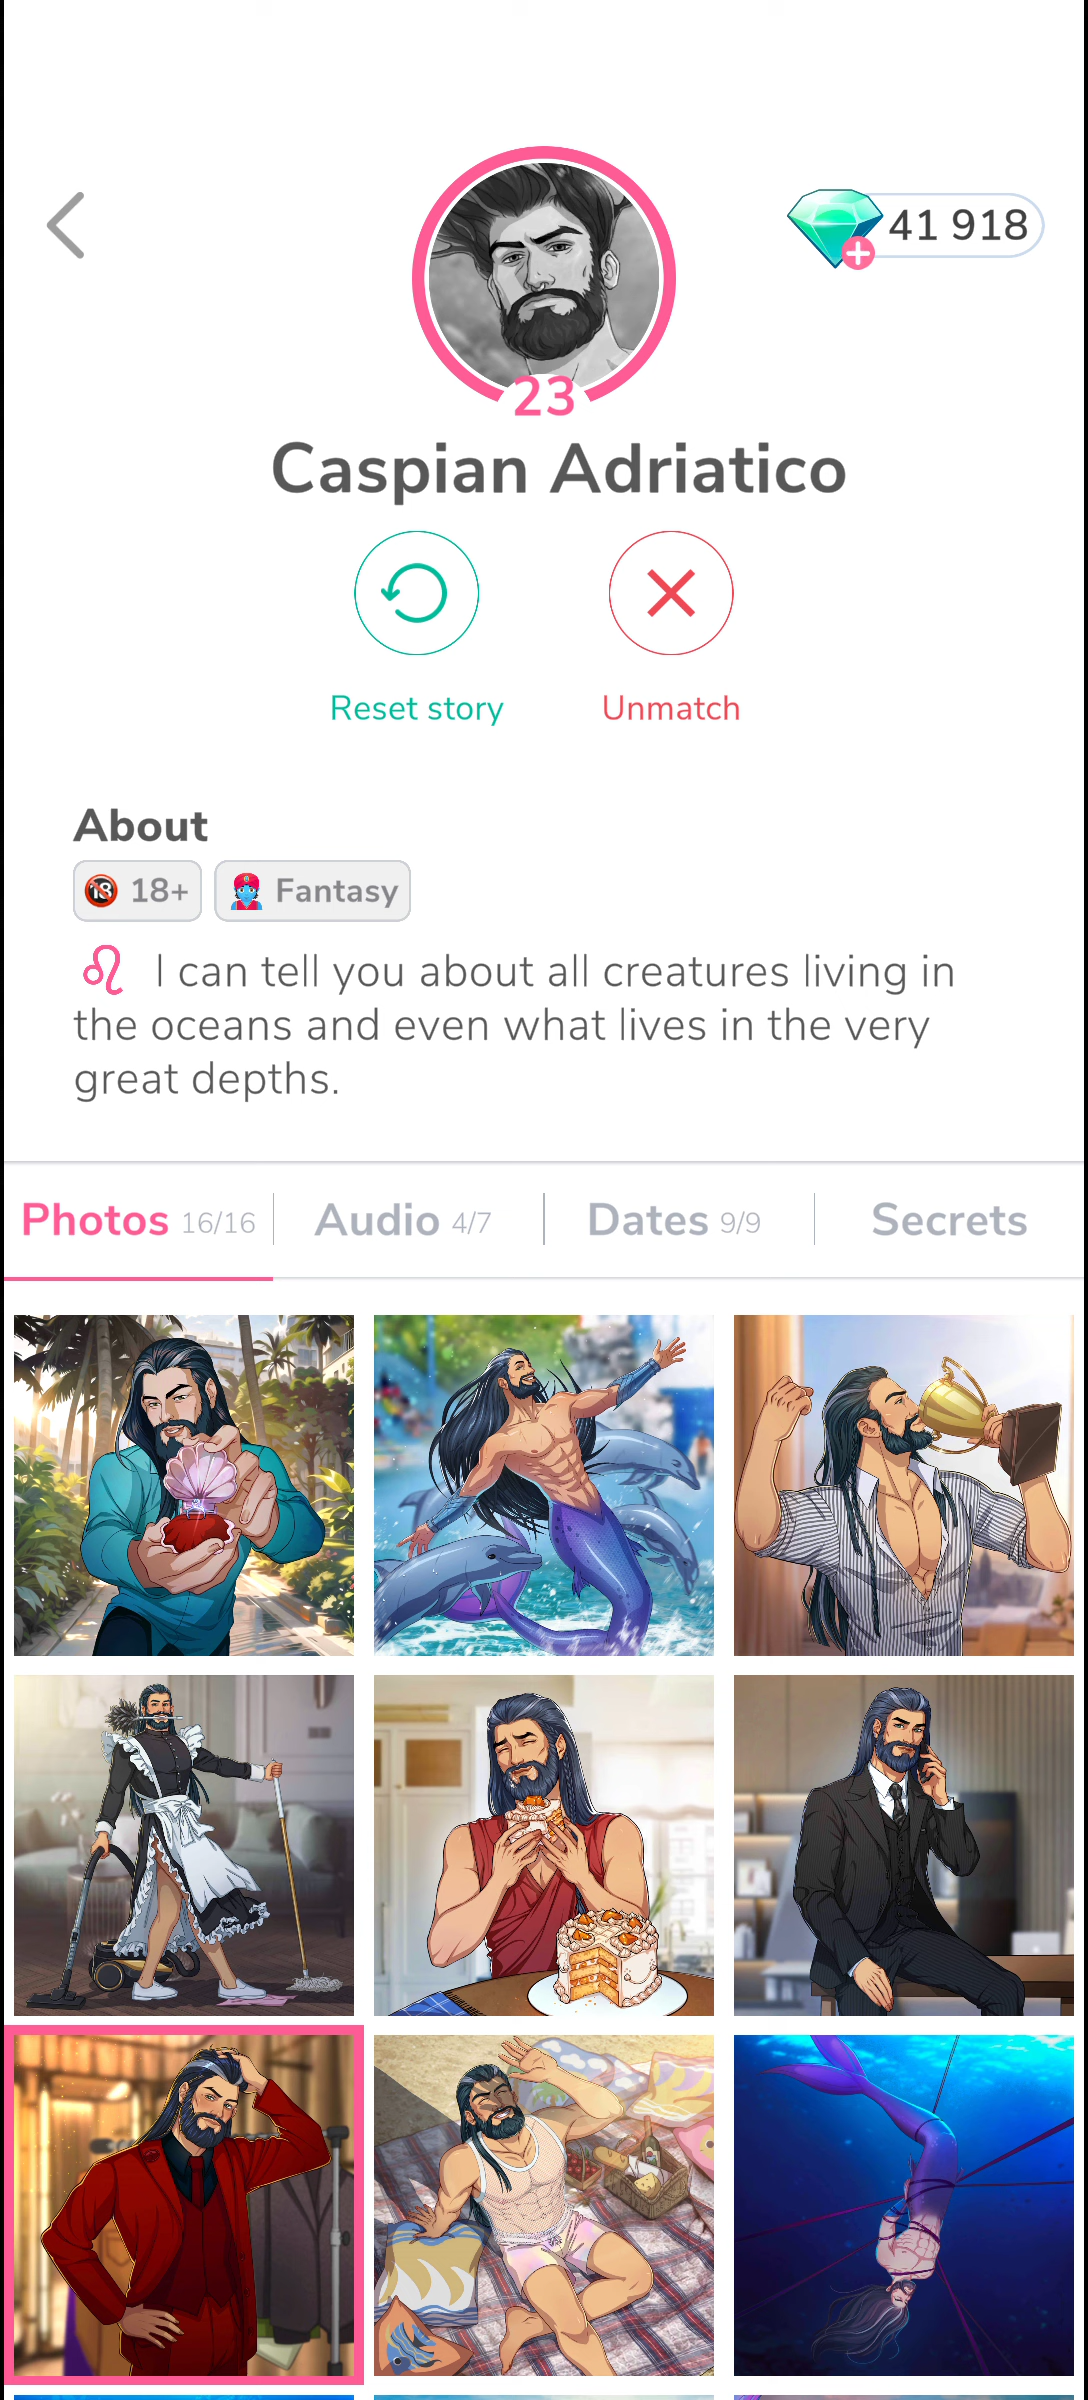 41 918
23
Caspian Adriatico
Reset story
Unmatch
About
18 18+
Fantasy
I can tell you about all creatures living in
the oceans and even what lives in the very
great depths.
Photos 16/16
Audio 4/7
Dates 9/9
Secrets